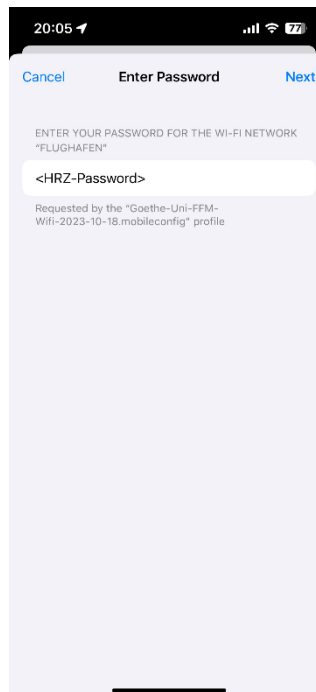 20:05
77
Cancel Enter Password Next
ENTER YOUR PASSWORD FOR THE WI-FI NETWORK
"FLUGHAFEN"
<HRZ-Password>
Requested by the "Goethe-Uni-FFM-
Wifi-2023-10-18.mobileconfig" profile